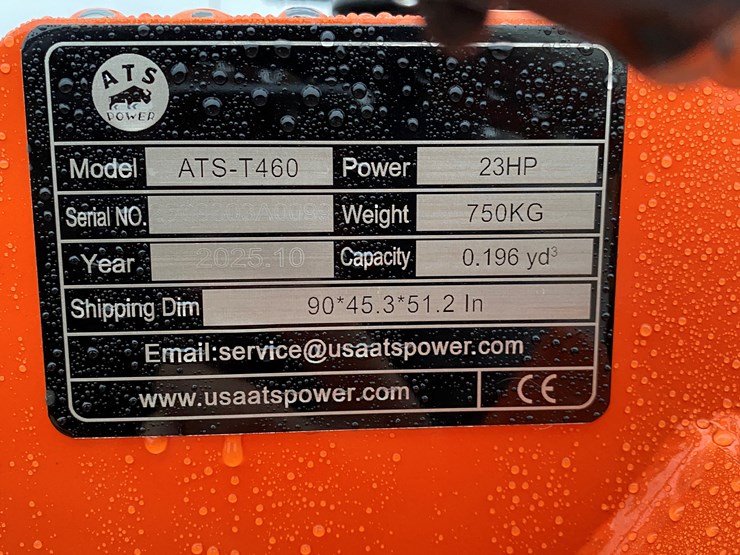 ATS
POWER
Model ATS-T460 Power 23HP
Serial NO. Weight 750KG
Year 2025.10 Capacity 0.196 yd³
Shipping Dim 90*45.3*51.2 In
Email:service@usaatspower.com
www.usaatspower.com CE